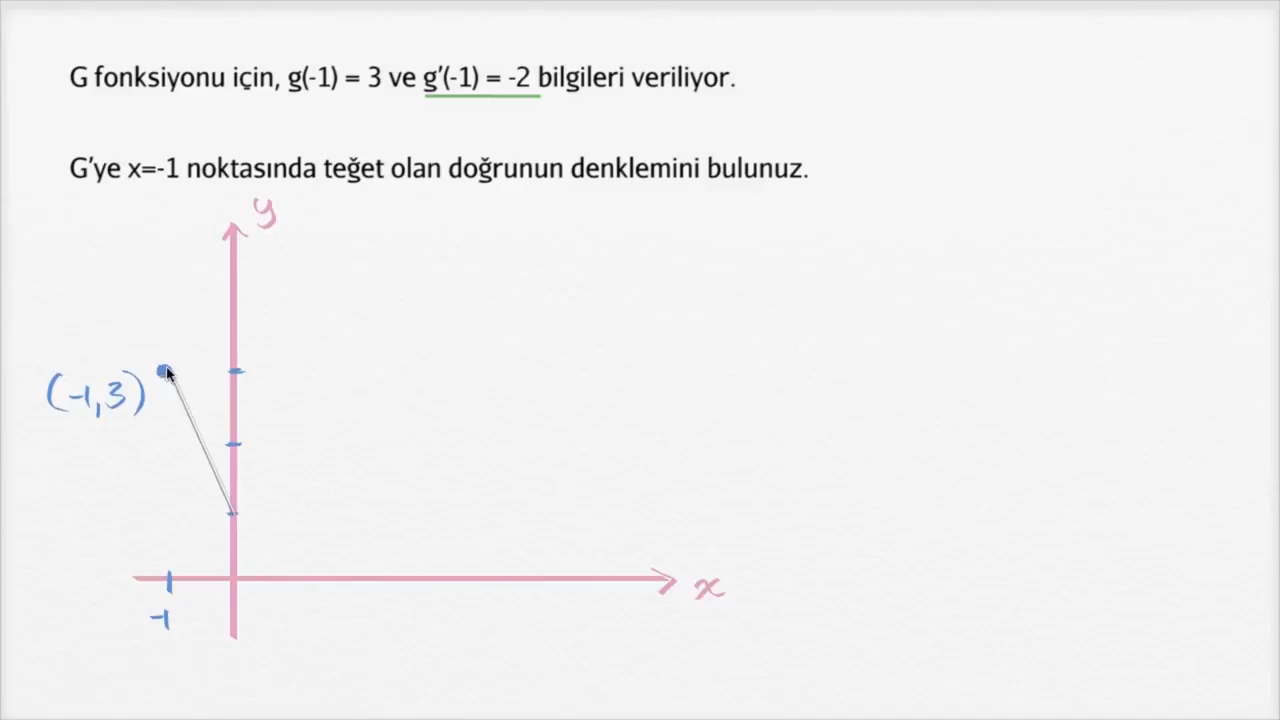 G fonksiyonu için, g(-1) = 3 ve g’(-1) = -2 bilgileri veriliyor.
G’ye x=-1 noktasında teğet olan doğrunun denklemini bulunuz.
y
(-1,3)
x
-1